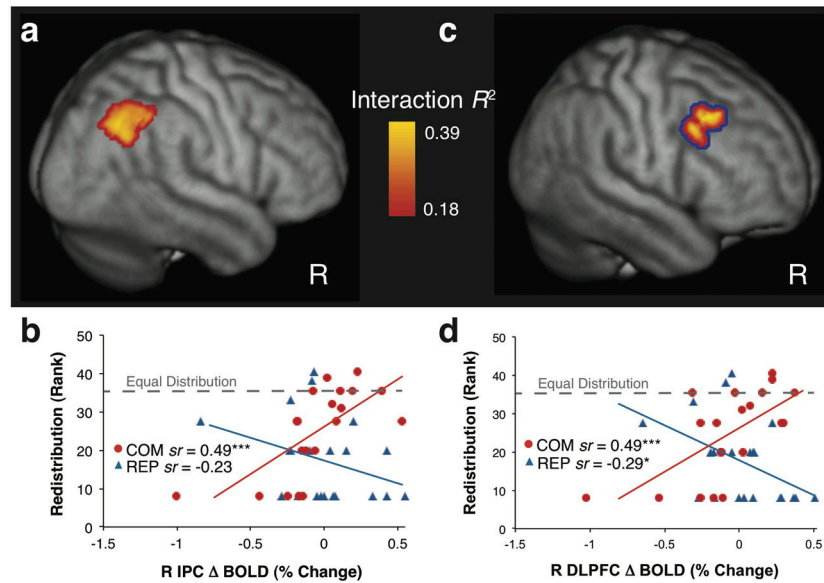 a
c
Interaction R²
0.39
0.18
R
R
b
d
50
40
30
20
10
0
Redistribution (Rank)
Equal Distribution
COM sr = 0.49***
REP sr = -0.23
-1.5
-1
-0.5
0
0.5
R IPC Δ BOLD (% Change)
50
40
30
20
10
0
Redistribution (Rank)
Equal Distribution
COM sr = 0.49***
REP sr = -0.29*
-1.5
-1
-0.5
0
0.5
R DLPFC Δ BOLD (% Change)